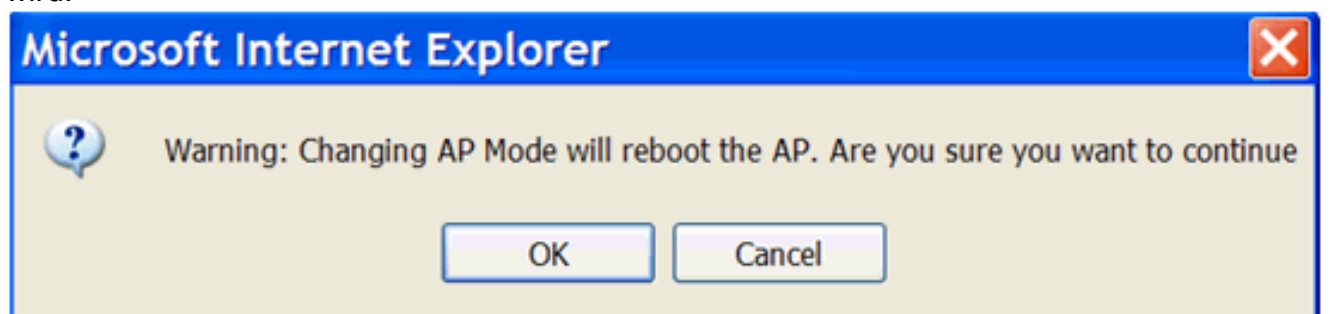 Microsoft Internet Explorer
Warning: Changing AP Mode will reboot the AP. Are you sure you want to continue
OK
Cancel